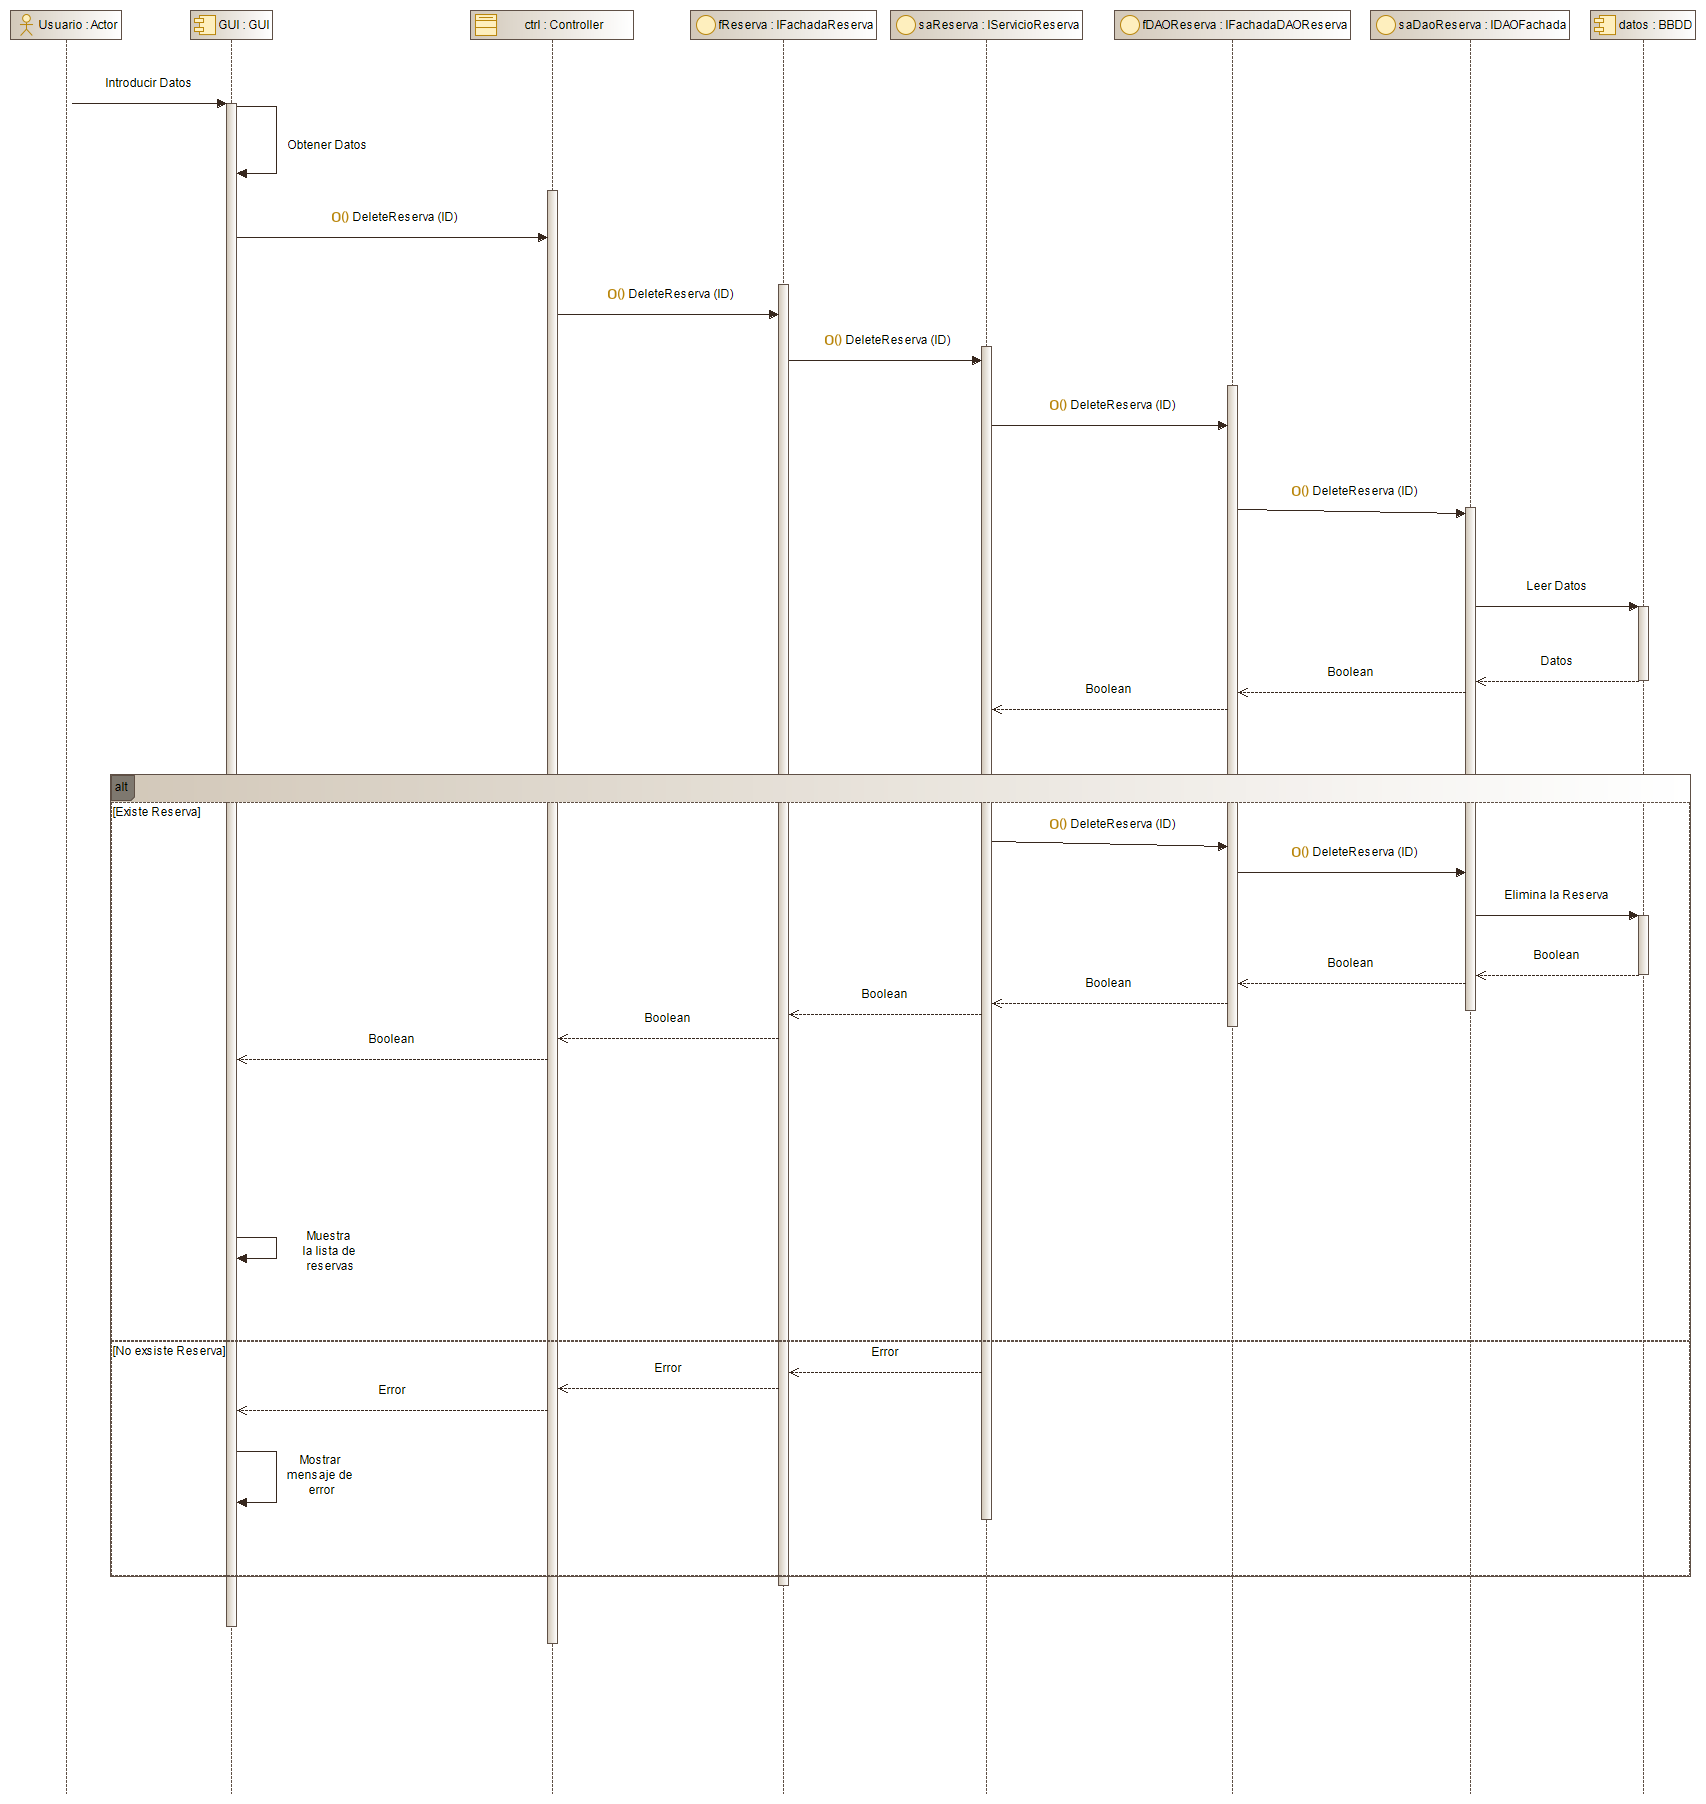 Usuario : Actor
GUI : GUI
ctrl : Controller
fReserva : IFachadaReserva
saReserva : IServicioReserva
fDAOReserva : IFachadaDAOReserva
saDaoReserva : IDAOFachada
datos : BBDD
Introducir Datos
Obtener Datos
O() DeleteReserva (ID)
O() DeleteReserva (ID)
O() DeleteReserva (ID)
O() DeleteReserva (ID)
O() DeleteReserva (ID)
Leer Datos
Datos
Boolean
Boolean
alt
[Existe Reserva]
O() DeleteReserva (ID)
O() DeleteReserva (ID)
Elimina la Reserva
Boolean
Boolean
Boolean
Boolean
Boolean
Boolean
Muestra
la lista de
reservas
[No exsiste Reserva]
Error
Error
Error
Mostrar
mensaje de
error